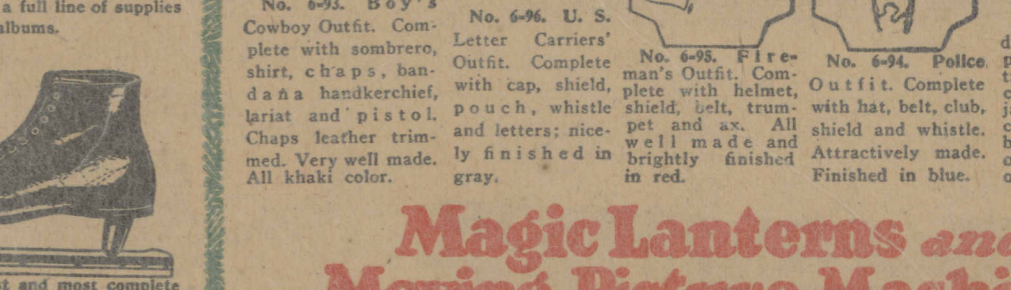 a full line of supplies
albums.
st and most complete
No. 6-93. Boy's
Cowboy Outfit. Com-
plete with sombrero,
shirt, chaps, ban-
dana handkerchief,
lariat and pistol.
Chaps leather trim-
med. Very well made.
All khaki color.
No. 6-96. U. S.
Letter Carriers'
Outfit. Complete
with cap, shield,
pouch, whistle
and letters; nice-
ly finished in
gray.
No. 6-95. Fire-
man's Outfit. Com-
plete with helmet,
shield, belt, trum-
pet and ax. All
well made and
brightly finished
in red.
No. 6-94. Police
Outfit. Complete
with hat, belt, club,
shield and whistle.
Attractively made.
Finished in blue.
Magic Lanterns and
Moving Picture Machi